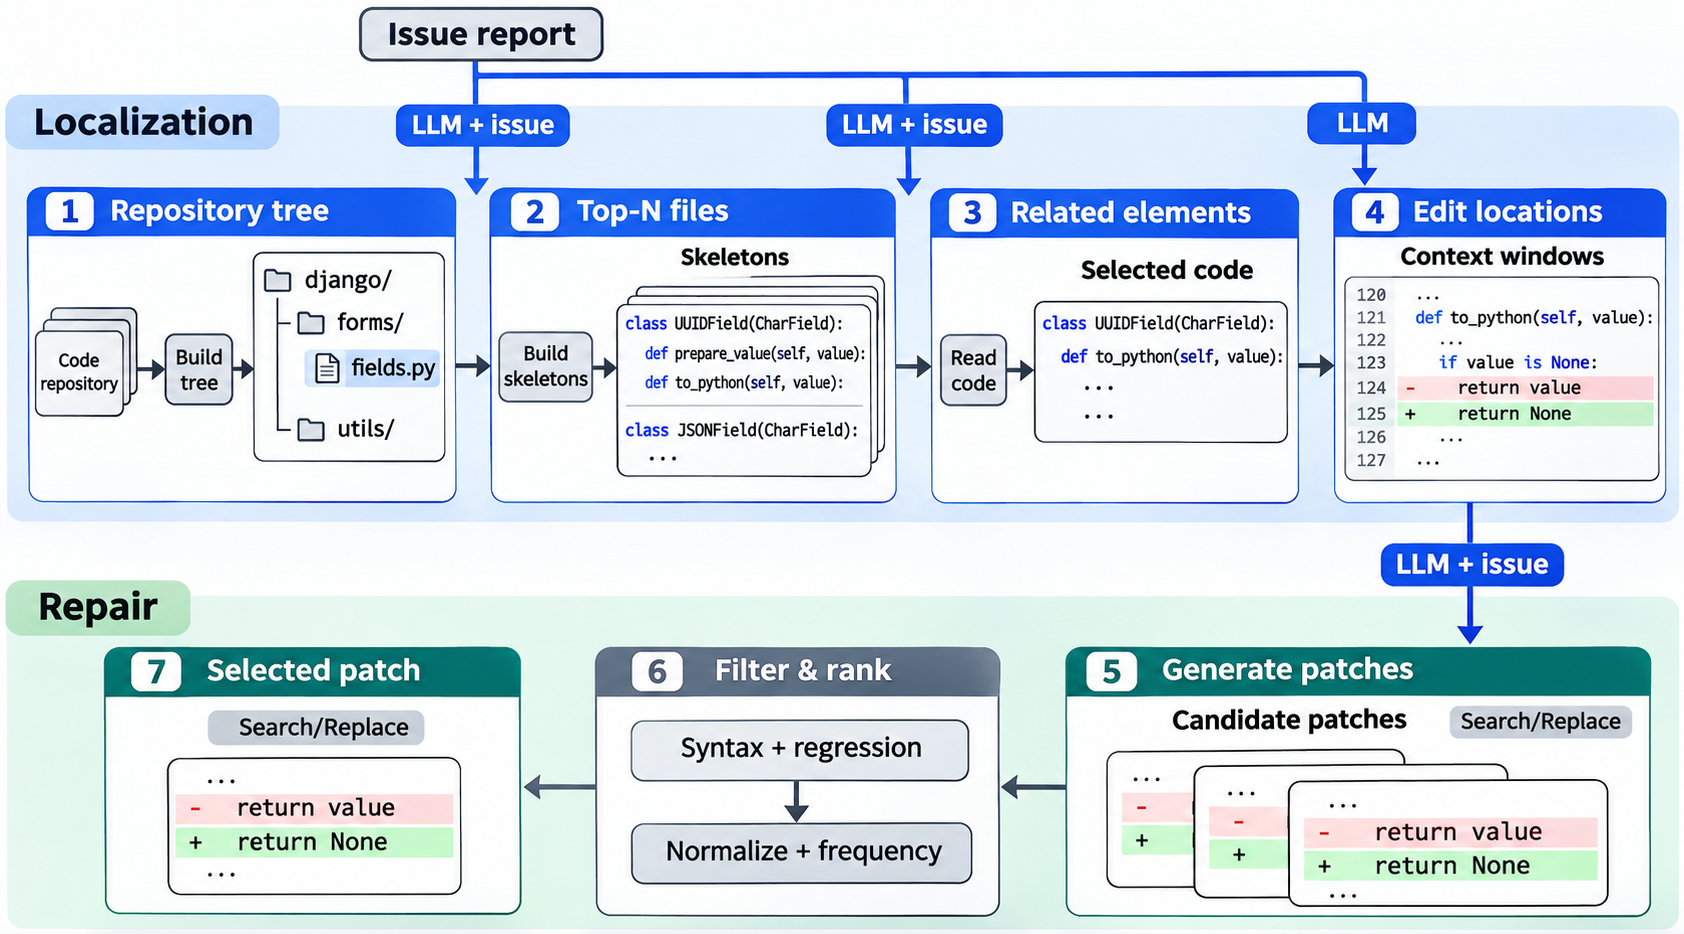 Issue report
Localization
LLM + issue
LLM + issue
LLM
1 Repository tree
Code
repository
Build
tree
django/
forms/
fields.py
utils/
2 Top-N files
Skeletons
Build
skeletons
class UUIDField(CharField):
def prepare_value(self, value):
def to_python(self, value):
class JSONField(CharField):
...
3 Related elements
Selected code
Read
code
class UUIDField(CharField):
def to_python(self, value):
...
...
4 Edit locations
Context windows
120 ...
121 def to_python(self, value):
122 ...
123 if value is None:
124 - return value
125 + return None
126 ...
127 ...
LLM + issue
Repair
5 Generate patches
Candidate patches
Search/Replace
...
-
+
...
-
+
...
- return value
+ return None
...
6 Filter & rank
Syntax + regression
Normalize + frequency
7 Selected patch
Search/Replace
...
- return value
+ return None
...